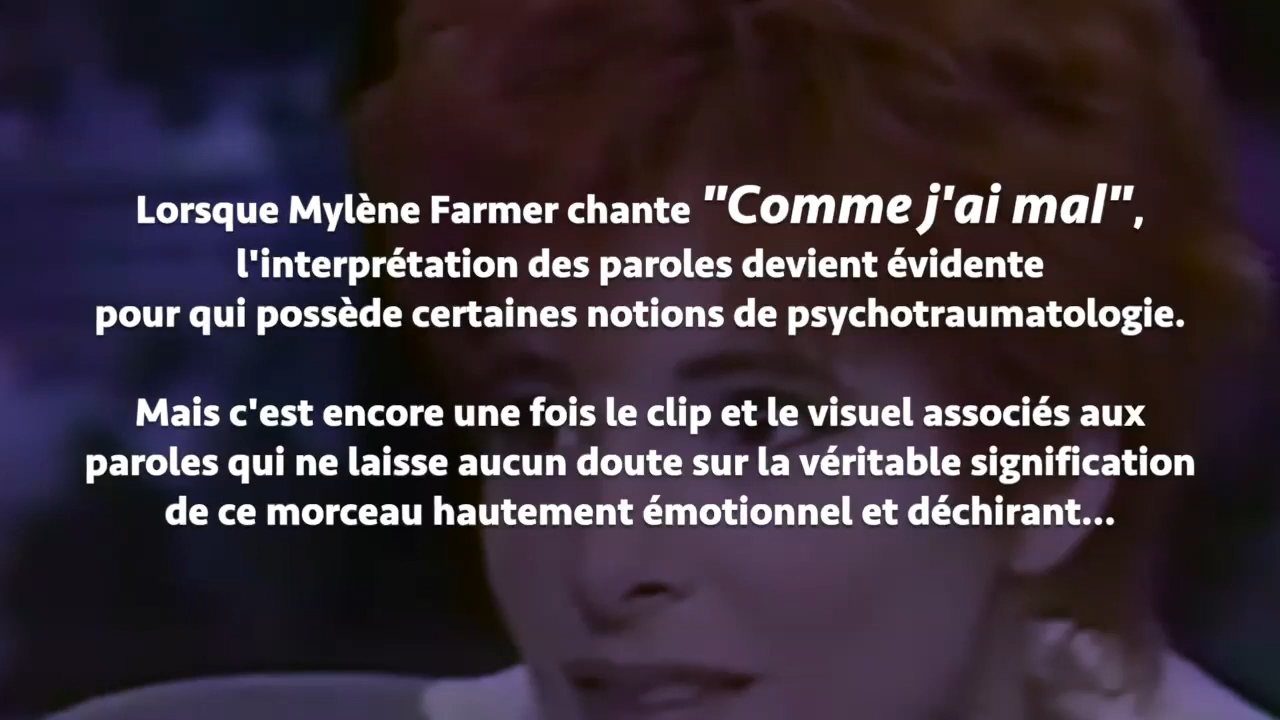 Lorsque Mylène Farmer chante "Comme j'ai mal",
l'interprétation des paroles devient évidente
pour qui possède certaines notions de psychotraumatologie.
Mais c'est encore une fois le clip et le visuel associés aux
paroles qui ne laisse aucun doute sur la véritable signification
de ce morceau hautement émotionnel et déchirant...